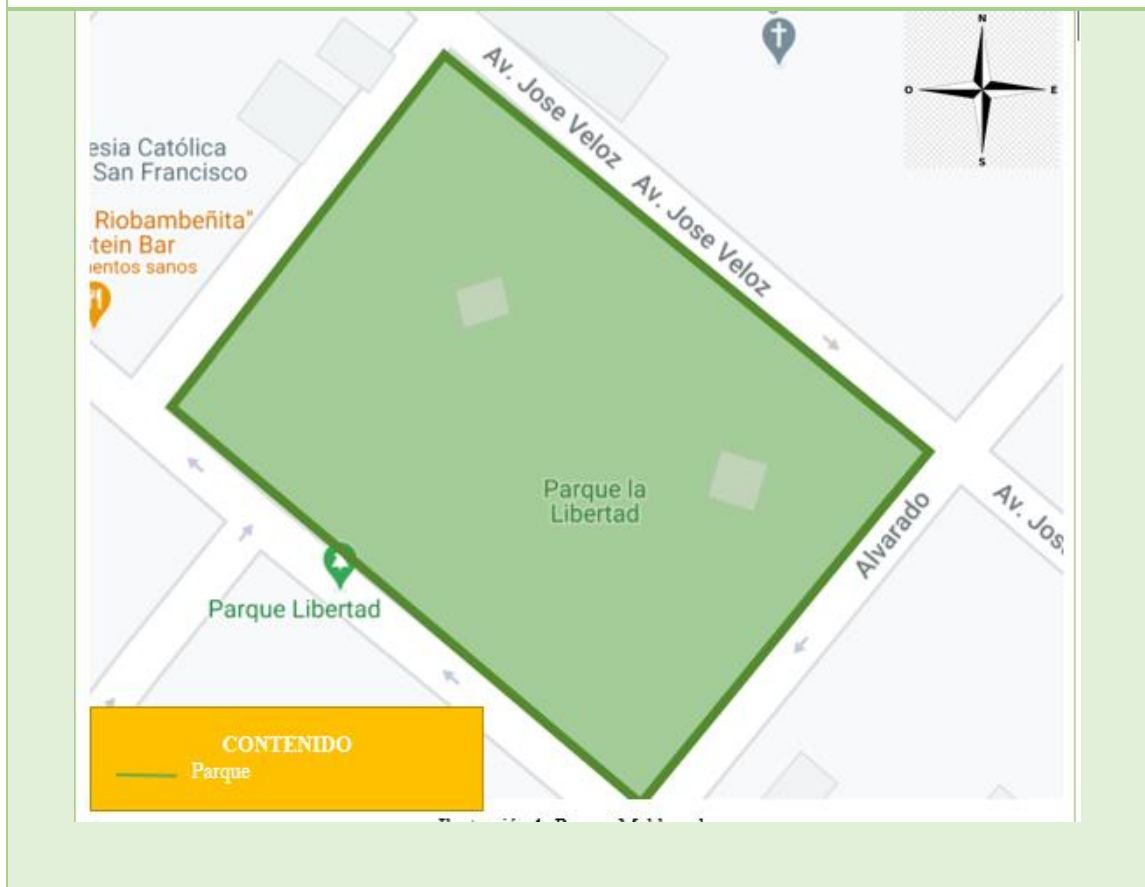 N
O
E
S
Av. Jose Veloz
Av. Jose Veloz
esia Católica
San Francisco
Riobambeñita"
tein Bar
entos sanos
Parque la
Libertad
Av. Jos
Alvarado
Parque Libertad
CONTENIDO
Parque